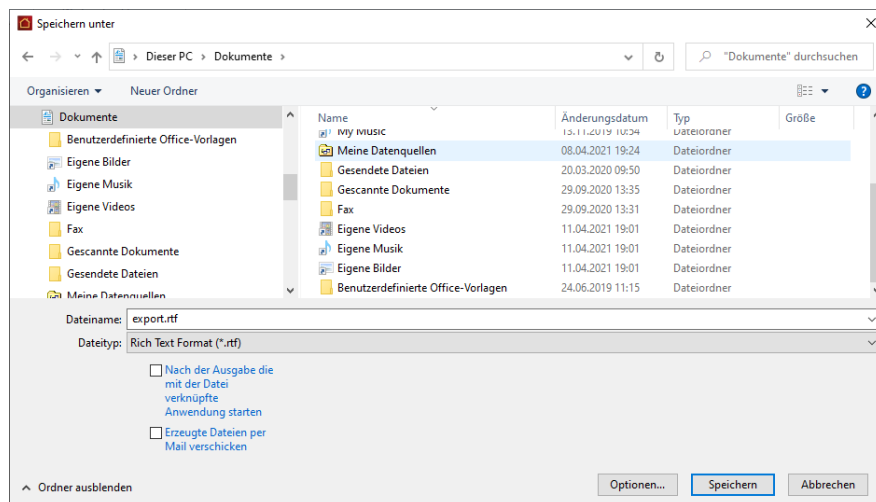 Speichern unter
Dieser PC > Dokumente >
"Dokumente" durchsuchen
Organisieren
Neuer Ordner
Dokumente
Benutzerdefinierte Office-Vorlagen
Eigene Bilder
Eigene Musik
Eigene Videos
Fax
Gescannte Dokumente
Gesendete Dateien
Meine Datenquellen
Name Änderungsdatum Typ Größe
My Music 13.11.2019 10:54 Dateiordner
Meine Datenquellen 08.04.2021 19:24 Dateiordner
Gesendete Dateien 20.03.2020 09:50 Dateiordner
Gescannte Dokumente 29.09.2020 13:35 Dateiordner
Fax 29.09.2020 13:31 Dateiordner
Eigene Videos 11.04.2021 19:01 Dateiordner
Eigene Musik 11.04.2021 19:01 Dateiordner
Eigene Bilder 11.04.2021 19:01 Dateiordner
Benutzerdefinierte Office-Vorlagen 24.06.2019 11:15 Dateiordner
Dateiname: export.rtf
Dateityp: Rich Text Format (*.rtf)
Nach der Ausgabe die
mit der Datei
verknüpfte
Anwendung starten
Erzeugte Dateien per
Mail verschicken
Ordner ausblenden
Optionen...
Speichern
Abbrechen